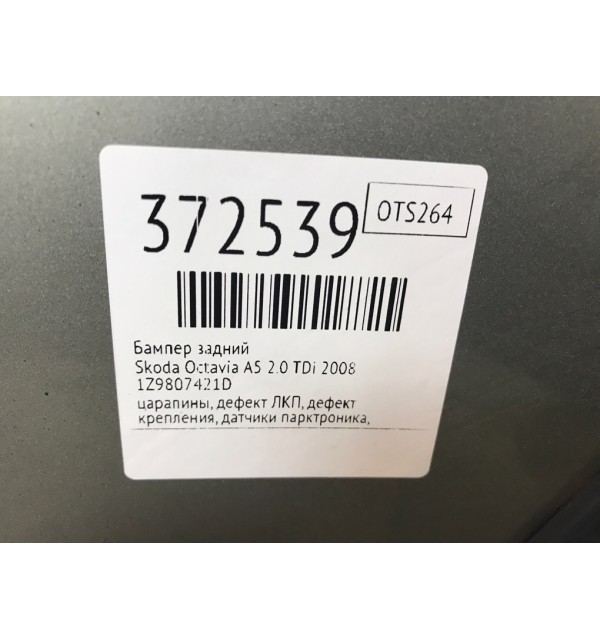 372539
OTS264
Бампер задний
Skoda Octavia A5 2.0 TDi 2008
1Z9807421D
царапины, дефект ЛКП, дефект
крепления, датчики парктроника,